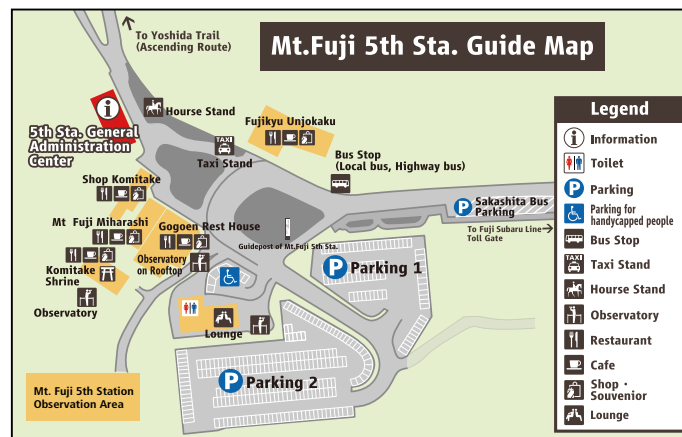 To Yoshida Trail
(Ascending Route)
Mt.Fuji 5th Sta. Guide Map
i
5th Sta. General
Administration
Center
Hourse Stand
Fujikyu Unjokaku
TAXI
Taxi Stand
Bus Stop
(Local bus, Highway bus)
Shop Komitake
P Sakashita Bus
Parking
To Fuji Subaru Line
Toll Gate
Mt Fuji Miharashi
Gogoen Rest House
Guidepost of Mt.Fuji 5th Sta.
Observatory
on Rooftop
Komitake
Shrine
Observatory
P Parking 1
Lounge
P Parking 2
Mt. Fuji 5th Station
Observation Area
Legend
i Information
Toilet
P Parking
Parking for
handycapped people
Bus Stop
TAXI Taxi Stand
Hourse Stand
Observatory
Restaurant
Cafe
Shop・
Souvenior
Lounge